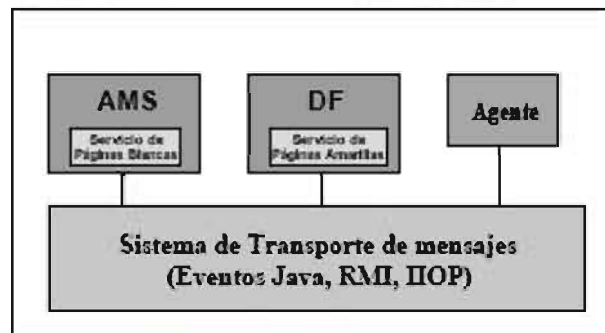 AMS
Servicio de
Páginas Blancas
DF
Servicio de
Páginas Amarillas
Agente
Sistema de Transporte de mensajes
(Eventos Java, RMI, IIOP)